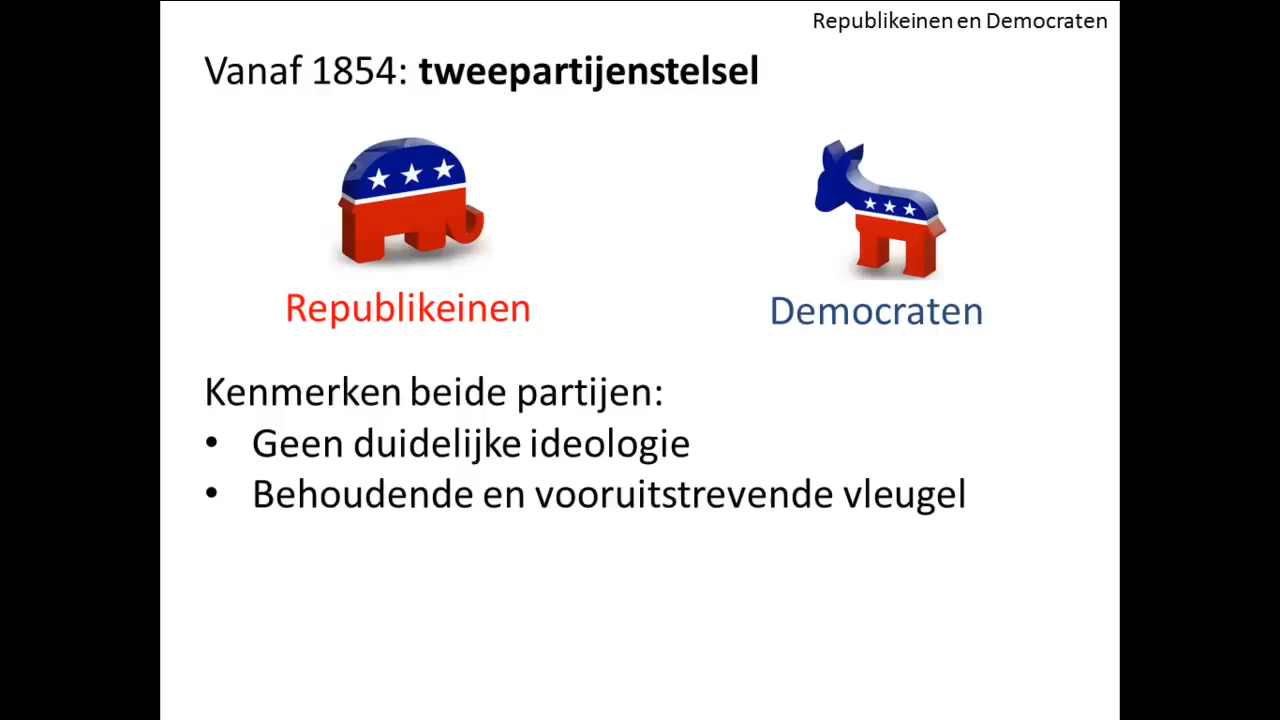 Republikeinen en Democraten
Vanaf 1854: tweepartijenstelsel
Republikeinen
Democraten
Kenmerken beide partijen:
• Geen duidelijke ideologie
• Behoudende en vooruitstrevende vleugel